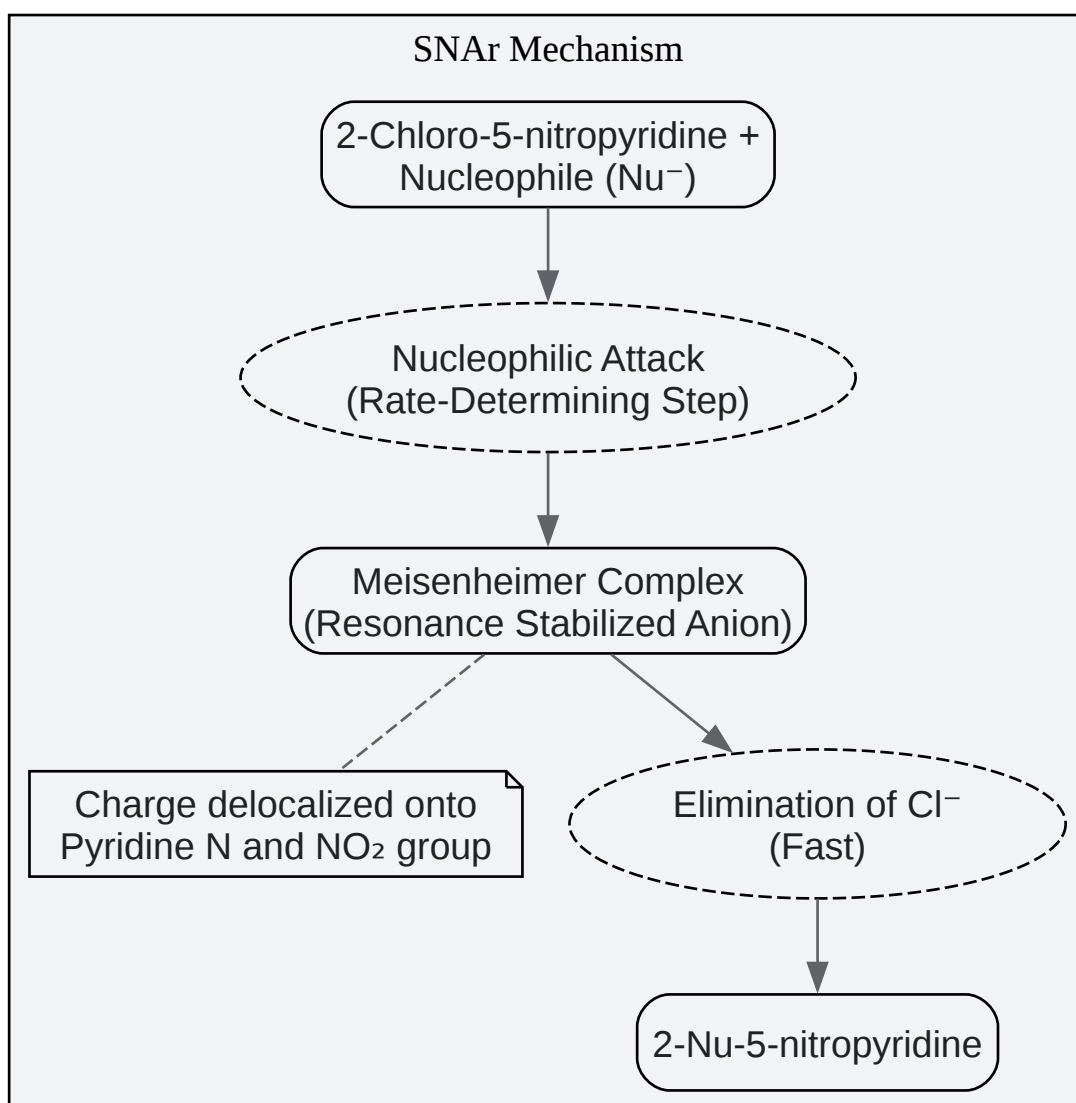 SNAr Mechanism
2-Chloro-5-nitropyridine +
Nucleophile (Nu⁻)
Nucleophilic Attack
(Rate-Determining Step)
Meisenheimer Complex
(Resonance Stabilized Anion)
Charge delocalized onto
Pyridine N and NO₂ group
Elimination of Cl⁻
(Fast)
2-Nu-5-nitropyridine